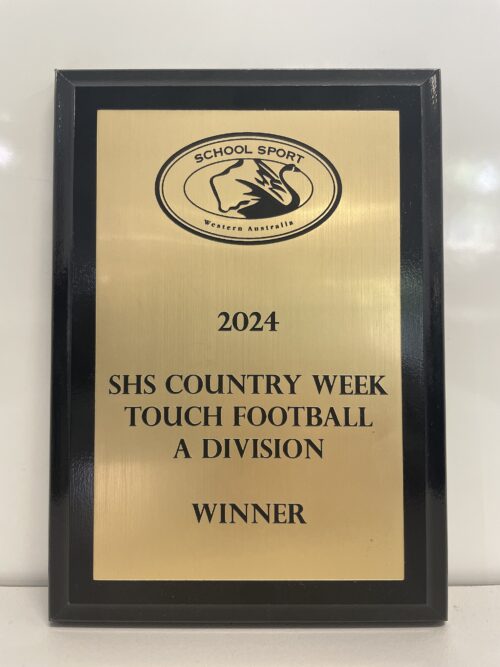 SCHOOL SPORT
Western Australia
2024
SHS COUNTRY WEEK
TOUCH FOOTBALL
A DIVISION
WINNER